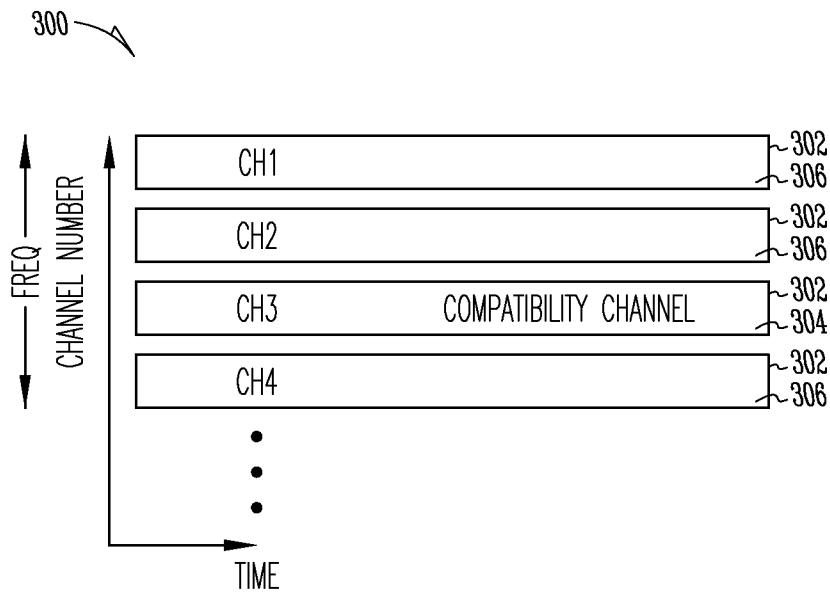 300
302
CH1
306
302
CH2
306
302
CH3 COMPATIBILITY CHANNEL
304
302
CH4
306
FREQ
CHANNEL NUMBER
TIME